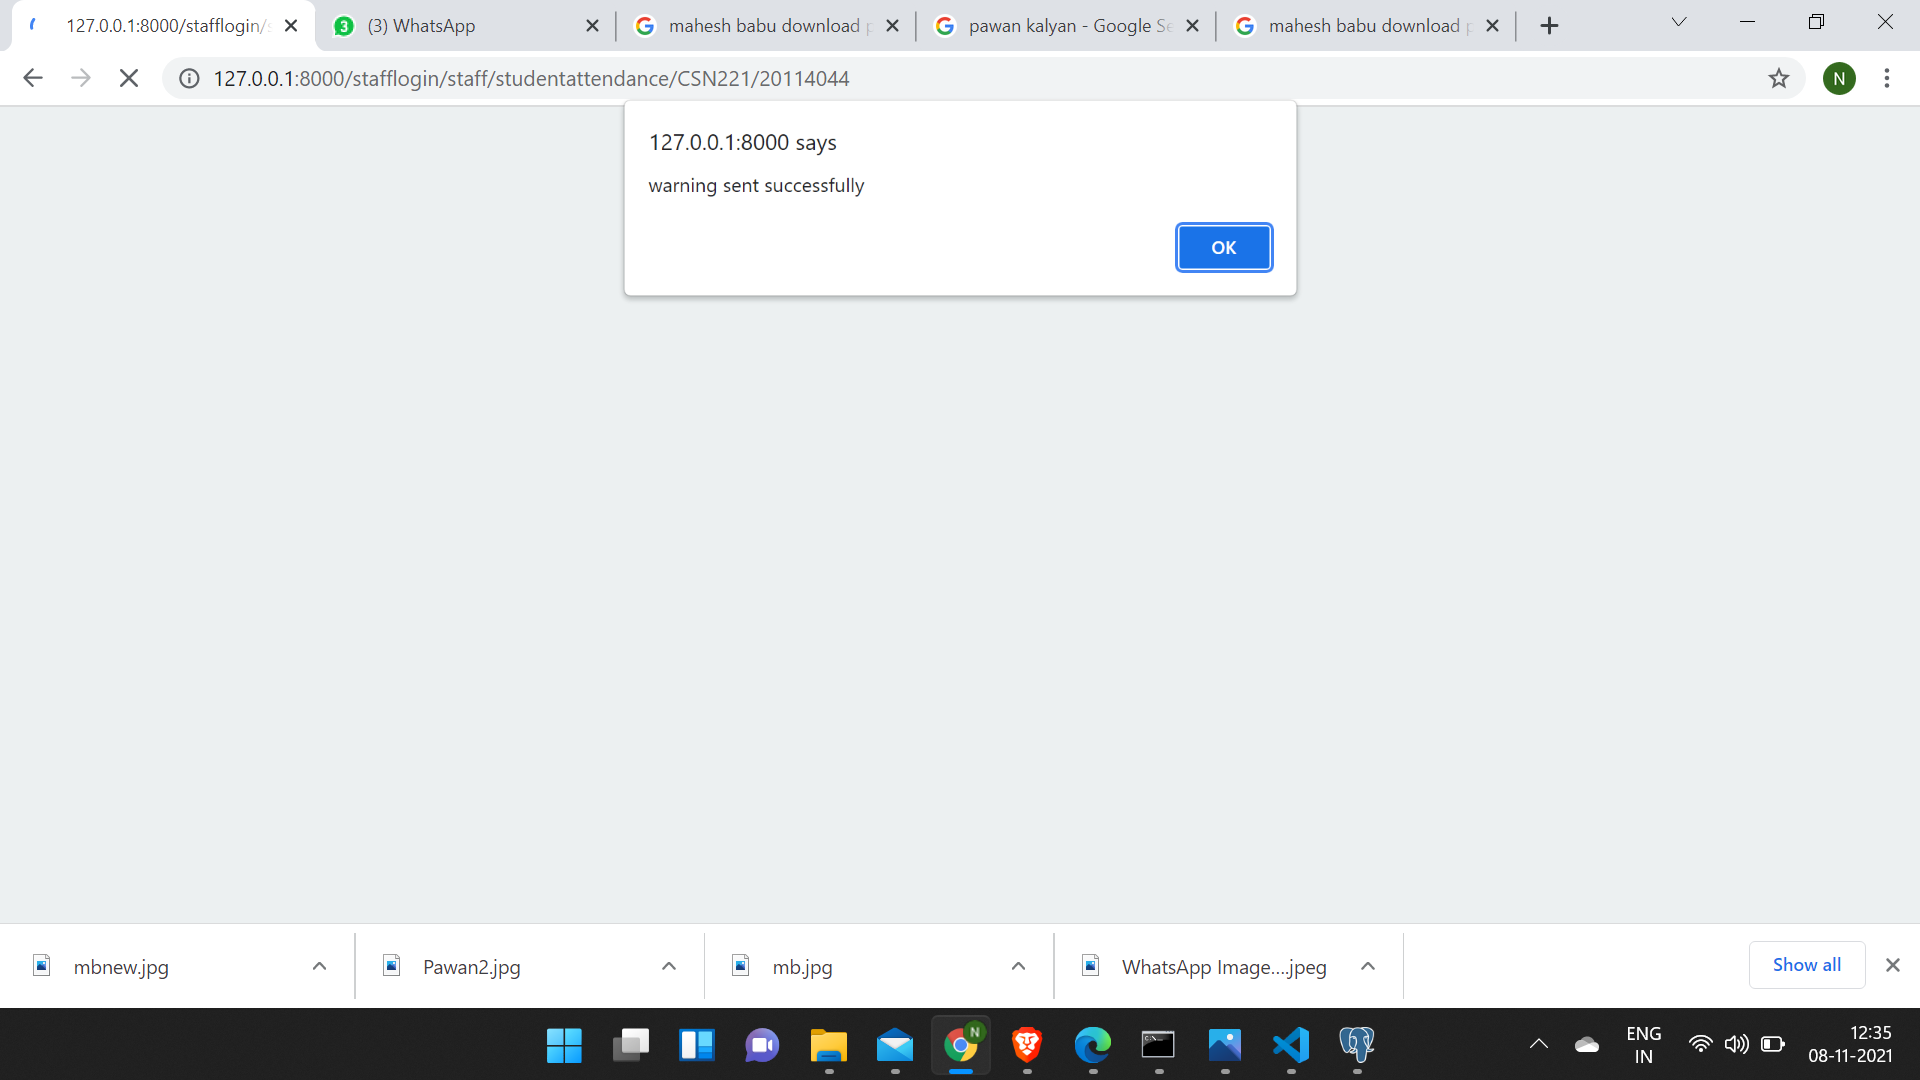 127.0.0.1:8000/stafflogin/
3 (3) WhatsApp
mahesh babu download
pawan kalyan - Google Se
mahesh babu download
127.0.0.1:8000/stafflogin/staff/studentattendance/CSN221/20114044
N
127.0.0.1:8000 says
warning sent successfully
OK
mbnew.jpg
Pawan2.jpg
mb.jpg
WhatsApp Image....jpeg
Show all
N
ENG
IN
12:35
08-11-2021